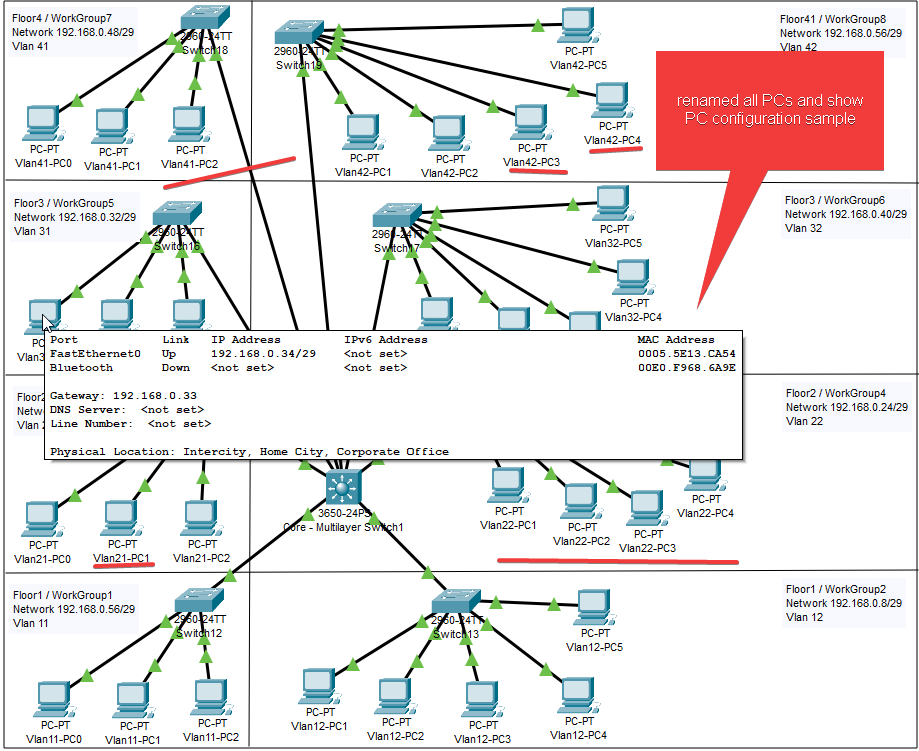 Floor4 / WorkGroup7
Network 192.168.0.48/29
Vlan 41
2960-24TT
Switch18
PC-PT
Vlan41-PC0
PC-PT
Vlan41-PC1
PC-PT
Vlan41-PC2
2960-24TT
Switch19
PC-PT
Vlan42-PC5
Floor41 / WorkGroup8
Network 192.168.0.56/29
Vlan 42
PC-PT
Vlan42-PC1
PC-PT
Vlan42-PC2
PC-PT
Vlan42-PC3
PC-PT
Vlan42-PC4
renamed all PCs and show
PC configuration sample
Floor3 / WorkGroup5
Network 192.168.0.32/29
Vlan 31
2960-24TT
Switch16
2960-24TT
Switch17
PC-PT
Vlan32-PC5
PC-PT
Vlan32-PC4
Floor3 / WorkGroup6
Network 192.168.0.40/29
Vlan 32
Port Link IP Address IPv6 Address MAC Address
FastEthernet0 Up 192.168.0.34/29 <not set> 0005.5E13.CA54
Bluetooth Down <not set> <not set> 00E0.F968.6A9E
Gateway: 192.168.0.33
DNS Server: <not set>
Line Number: <not set>
Physical Location: Intercity, Home City, Corporate Office
Floor2 / WorkGroup4
Network 192.168.0.24/29
Vlan 22
PC-PT
Vlan21-PC0
PC-PT
Vlan21-PC1
PC-PT
Vlan21-PC2
3650-24PS
Core - Multilayer Switch1
PC-PT
Vlan22-PC1
PC-PT
Vlan22-PC2
PC-PT
Vlan22-PC3
PC-PT
Vlan22-PC4
Floor1 / WorkGroup1
Network 192.168.0.56/29
Vlan 11
2960-24TT
Switch12
PC-PT
Vlan11-PC0
PC-PT
Vlan11-PC1
PC-PT
Vlan11-PC2
2960-24TT
Switch13
PC-PT
Vlan12-PC5
PC-PT
Vlan12-PC1
PC-PT
Vlan12-PC2
PC-PT
Vlan12-PC3
PC-PT
Vlan12-PC4
Floor1 / WorkGroup2
Network 192.168.0.8/29
Vlan 12